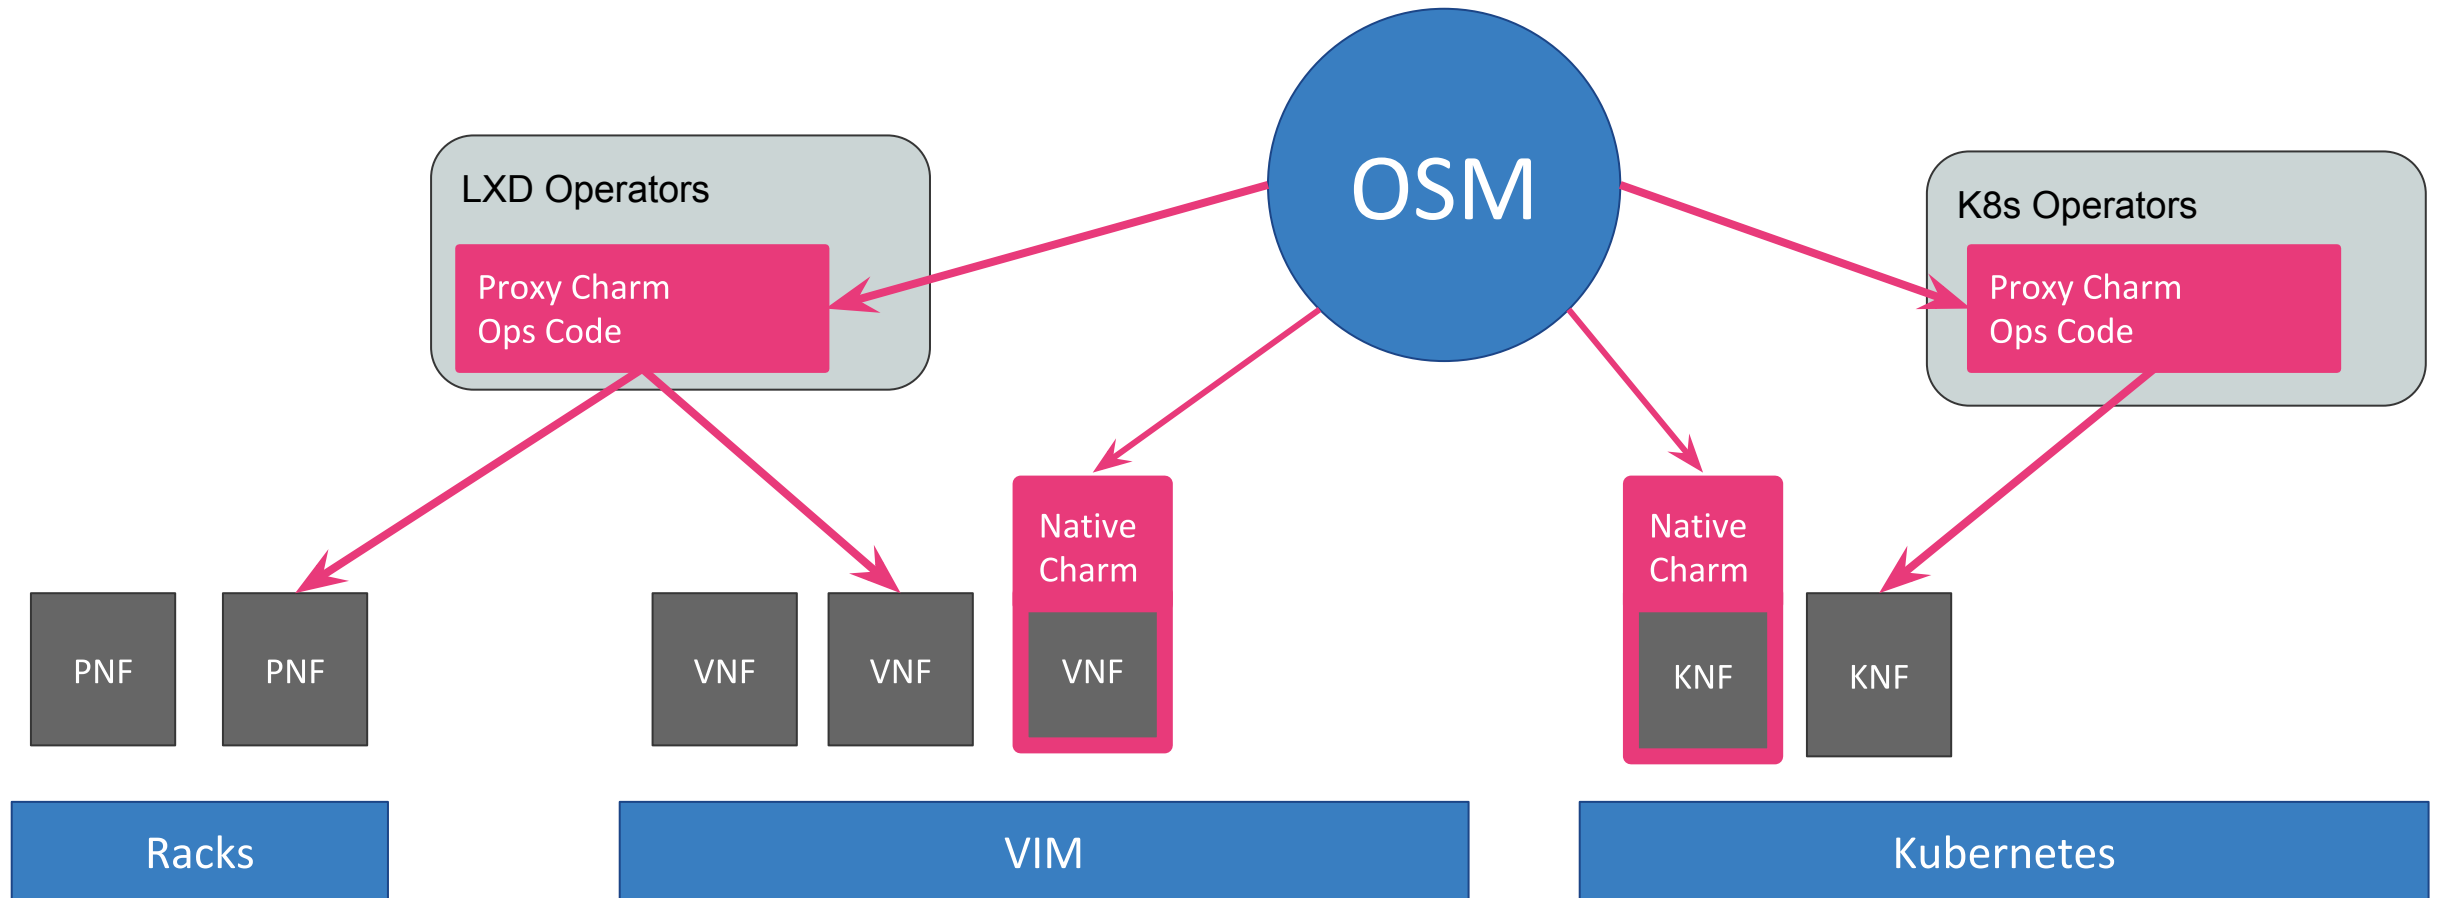 OSM
LXD Operators
Proxy Charm
Ops Code
K8s Operators
Proxy Charm
Ops Code
Native
Charm
Native
Charm
PNF
PNF
VNF
VNF
VNF
KNF
KNF
Racks
VIM
Kubernetes